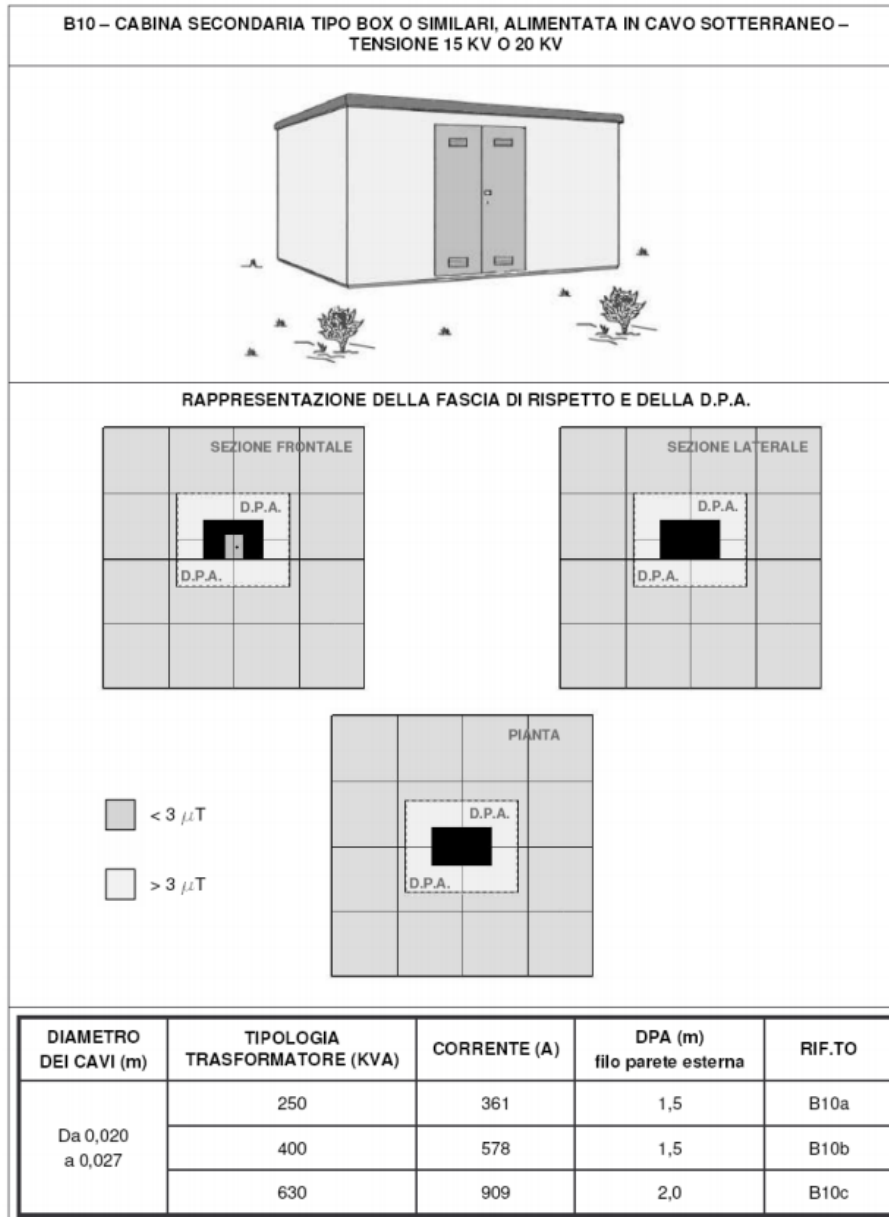 B10 – CABINA SECONDARIA TIPO BOX O SIMILARI, ALIMENTATA IN CAVO SOTTERRANEO –
TENSIONE 15 KV O 20 KV
RAPPRESENTAZIONE DELLA FASCIA DI RISPETTO E DELLA D.P.A.
SEZIONE FRONTALE
D.P.A.
D.P.A.
SEZIONE LATERALE
D.P.A.
D.P.A.
PIANTA
D.P.A.
D.P.A.
< 3 μT
> 3 μT
DIAMETRO
DEI CAVI (m)
TIPOLOGIA
TRASFORMATORE (KVA)
CORRENTE (A)
DPA (m)
filo parete esterna
RIF.TO
Da 0,020
a 0,027
250
361
1,5
B10a
400
578
1,5
B10b
630
909
2,0
B10c